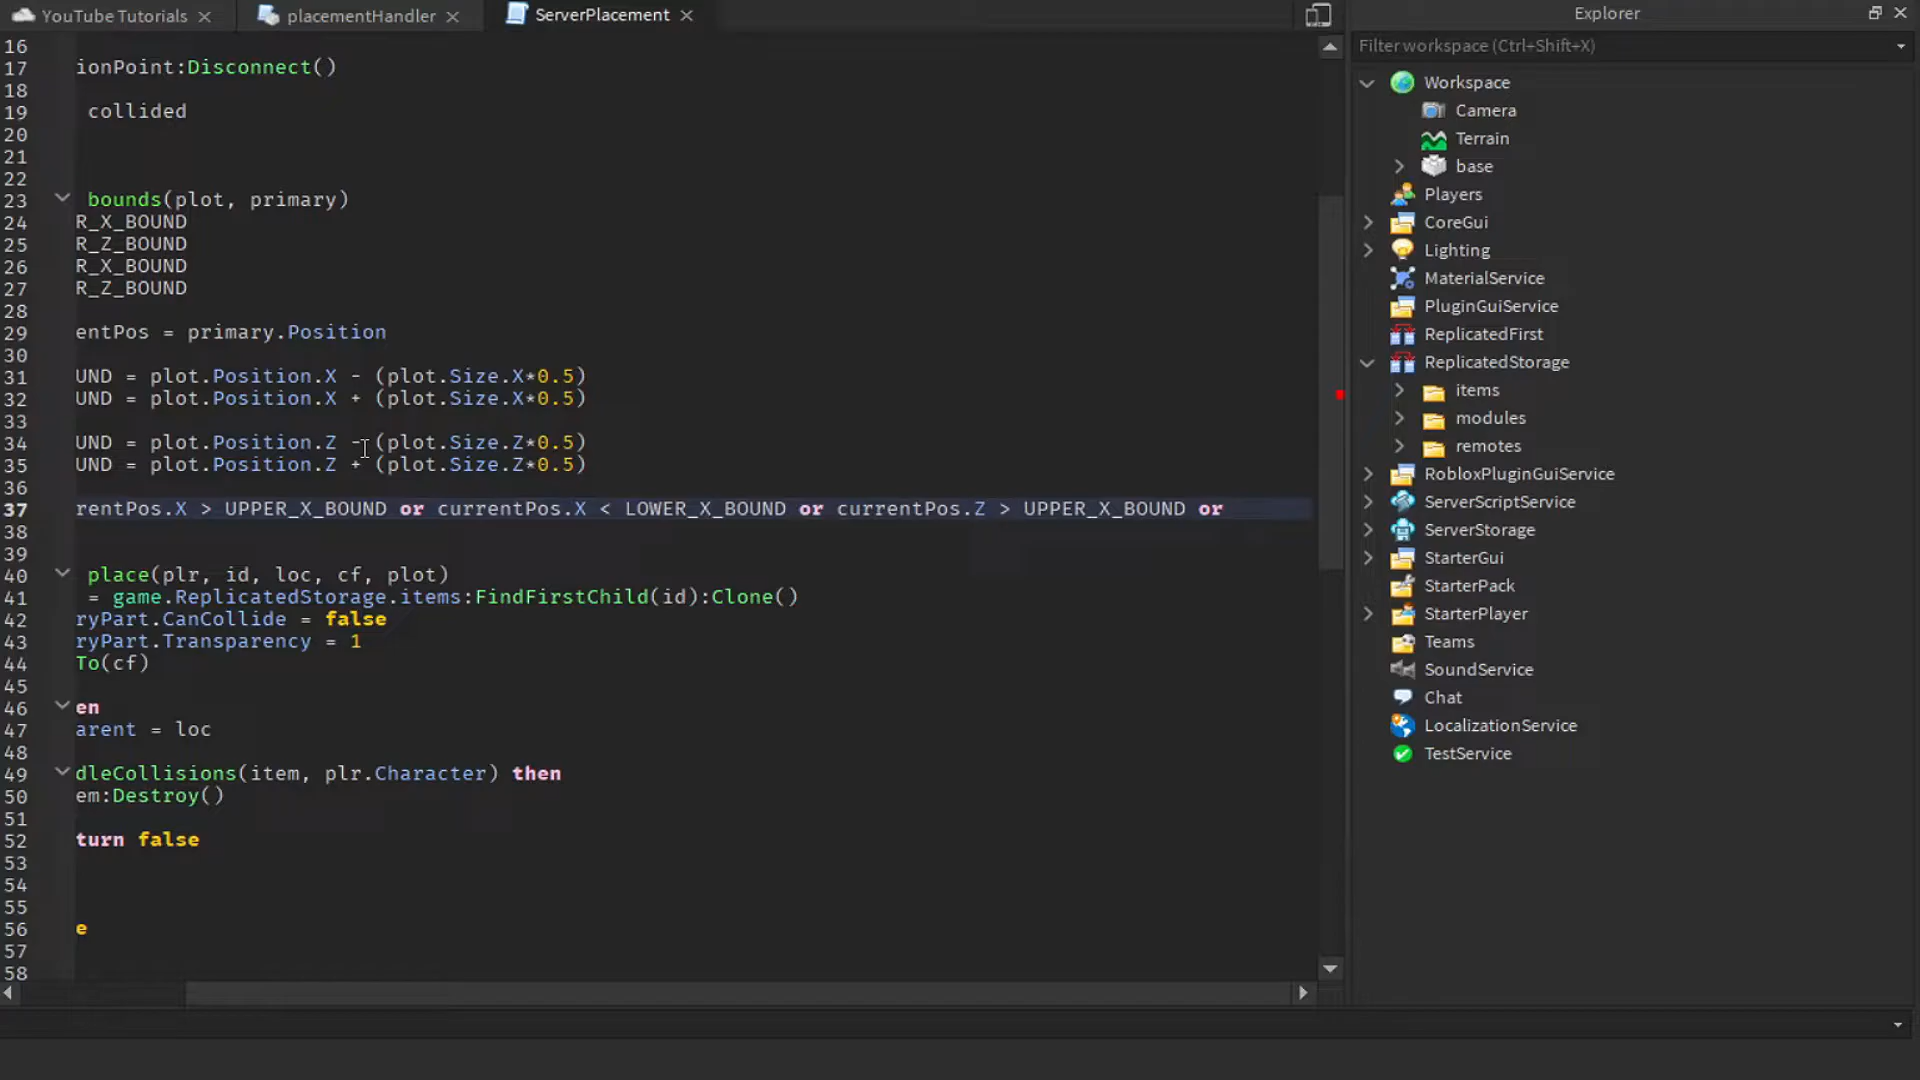 YouTube Tutorials
placementHandler
ServerPlacement
16
17 ionPoint:Disconnect()
18
19 collided
20
21
22
23 bounds(plot, primary)
24 R_X_BOUND
25 R_Z_BOUND
26 R_X_BOUND
27 R_Z_BOUND
28
29 entPos = primary.Position
30
31 UND = plot.Position.X - (plot.Size.X*0.5)
32 UND = plot.Position.X + (plot.Size.X*0.5)
33
34 UND = plot.Position.Z - (plot.Size.Z*0.5)
35 UND = plot.Position.Z + (plot.Size.Z*0.5)
36
37 rentPos.X > UPPER_X_BOUND or currentPos.X < LOWER_X_BOUND or currentPos.Z > UPPER_X_BOUND or
38
39
40 place(plr, id, loc, cf, plot)
41 = game.ReplicatedStorage.items:FindFirstChild(id):Clone()
42 ryPart.CanCollide = false
43 ryPart.Transparency = 1
44 To(cf)
45
46 en
47 arent = loc
48
49 dleCollisions(item, plr.Character) then
50 em:Destroy()
51
52 turn false
53
54
55
56 e
57
58
Explorer
Filter workspace (Ctrl+Shift+X)
Workspace
Camera
Terrain
base
Players
CoreGui
Lighting
MaterialService
PluginGuiService
ReplicatedFirst
ReplicatedStorage
items
modules
remotes
RobloxPluginGuiService
ServerScriptService
ServerStorage
StarterGui
StarterPack
StarterPlayer
Teams
SoundService
Chat
LocalizationService
TestService